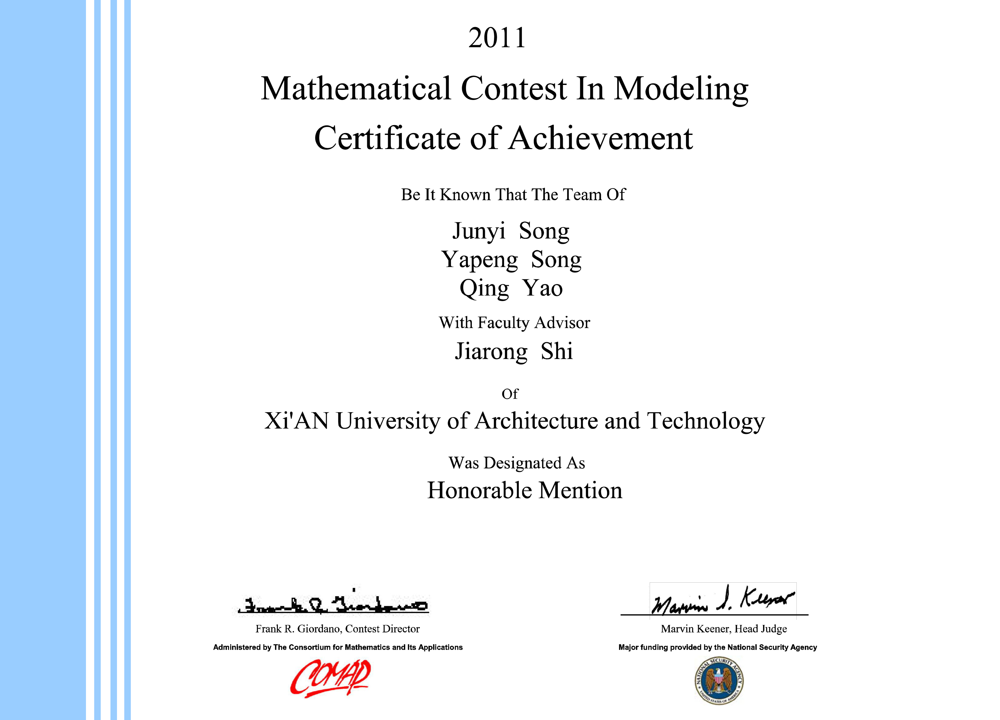 2011
Mathematical Contest In Modeling
Certificate of Achievement
Be It Known That The Team Of
Junyi Song
Yapeng Song
Qing Yao
With Faculty Advisor
Jiarong Shi
Of
Xi'AN University of Architecture and Technology
Was Designated As
Honorable Mention
Frank R. Giordano
Marvin S. Keener
Frank R. Giordano, Contest Director
Marvin Keener, Head Judge
Administered by The Consortium for Mathematics and Its Applications
Major funding provided by the National Security Agency
COMAP
NATIONAL SECURITY AGENCY
UNITED STATES OF AMERICA